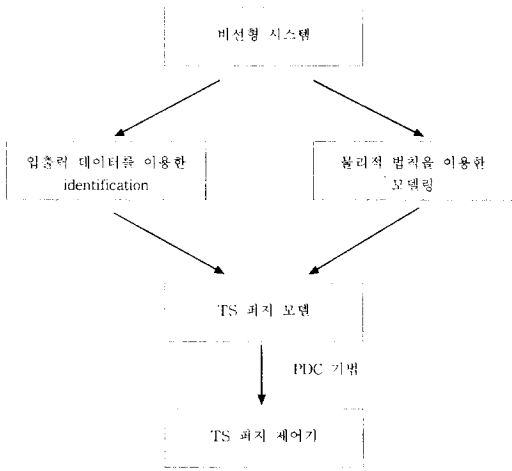 비선형 시스템
입출력 데이터를 이용한
identification
물리적 법칙을 이용한
모델링
TS 퍼지 모델
PDC 기법
TS 퍼지 제어기